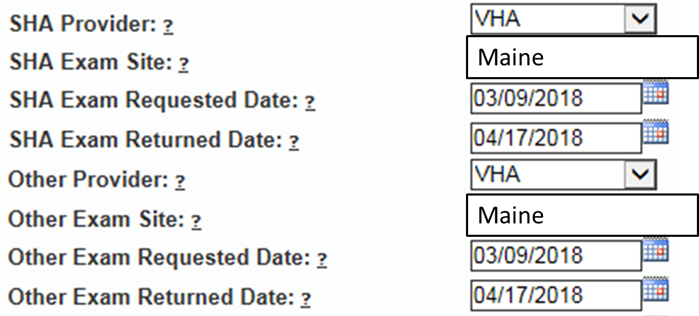 SHA Provider: ? VHA
SHA Exam Site: ? Maine
SHA Exam Requested Date: ? 03/09/2018
SHA Exam Returned Date: ? 04/17/2018
Other Provider: ? VHA
Other Exam Site: ? Maine
Other Exam Requested Date: ? 03/09/2018
Other Exam Returned Date: ? 04/17/2018